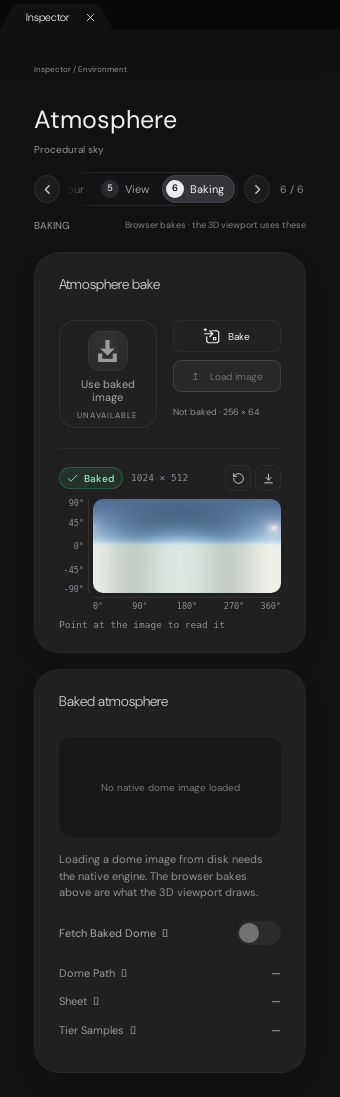 Inspector
Inspector / Environment
Atmosphere
Procedural sky
our 5 View 6 Baking 6 / 6
BAKING Browser bakes · the 3D viewport uses these
Atmosphere bake
Use baked image
UNAVAILABLE
Bake
Load image
Not baked · 256 × 64
Baked 1024 × 512
90°
45°
0°
-45°
-90°
0° 90° 180° 270° 360°
Point at the image to read it
Baked atmosphere
No native dome image loaded
Loading a dome image from disk needs
the native engine. The browser bakes
above are what the 3D viewport draws.
Fetch Baked Dome
Dome Path —
Sheet —
Tier Samples —